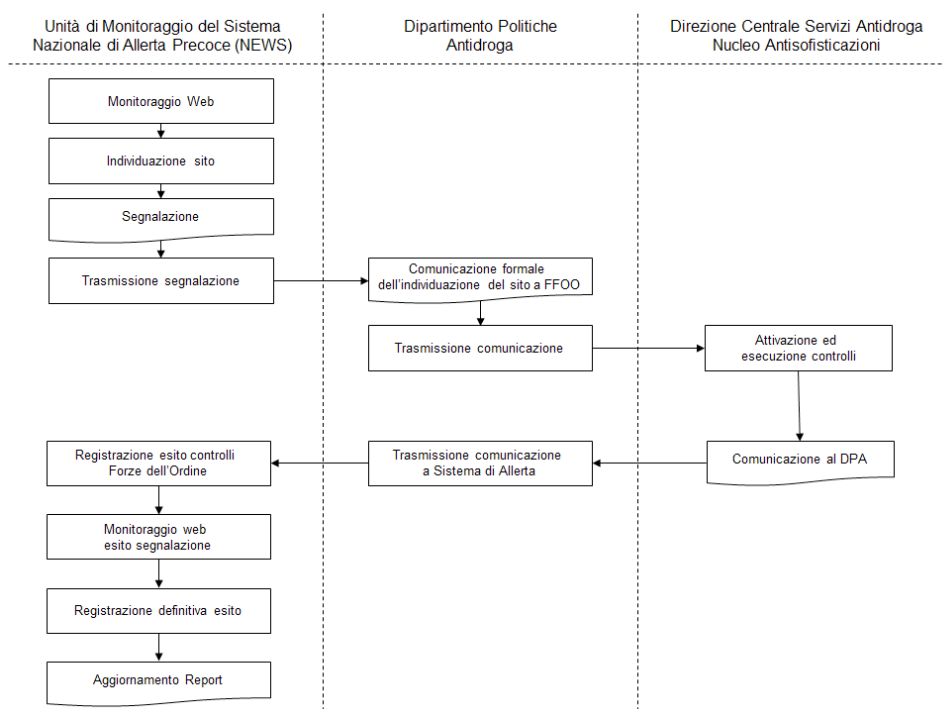 Unità di Monitoraggio del Sistema
Nazionale di Allerta Precoce (NEWS)
Dipartimento Politiche
Antidroga
Direzione Centrale Servizi Antidroga
Nucleo Antisofisticazioni
Monitoraggio Web
Individuazione sito
Segnalazione
Trasmissione segnalazione
Comunicazione formale
dell'individuazione del sito a FFOO
Trasmissione comunicazione
Attivazione ed
esecuzione controlli
Comunicazione al DPA
Trasmissione comunicazione
a Sistema di Allerta
Registrazione esito controlli
Forze dell'Ordine
Monitoraggio web
esito segnalazione
Registrazione definitiva esito
Aggiornamento Report